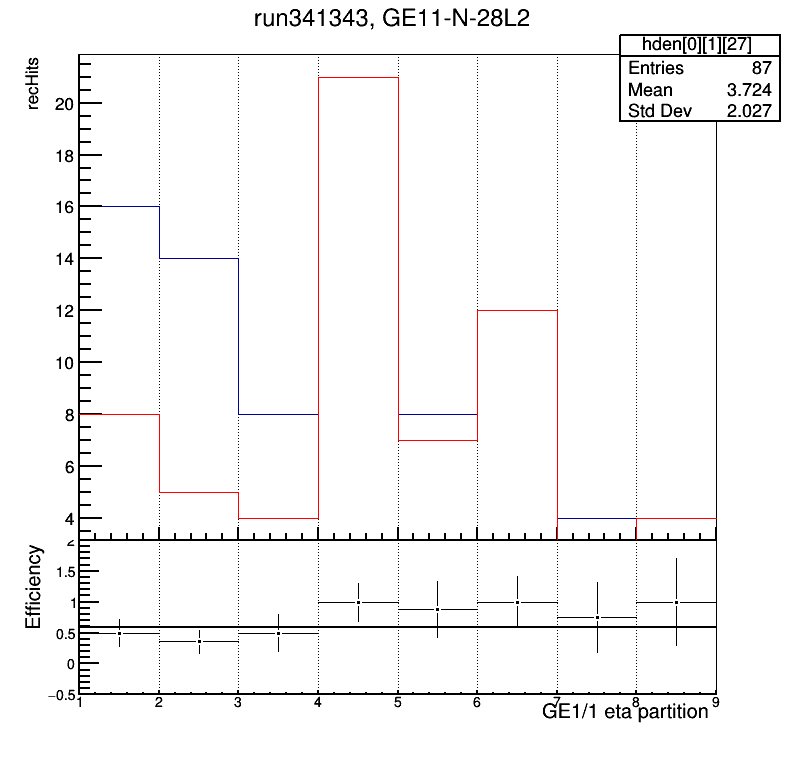 run341343, GE11-N-28L2
hden[0][1][27]
Entries 87
Mean 3.724
Std Dev 2.027
recHits
20
18
16
14
12
10
8
6
4
Efficiency
2
1.5
1
0.5
0
−0.5
1 2 3 4 5 6 7 8 9
GE1/1 eta partition